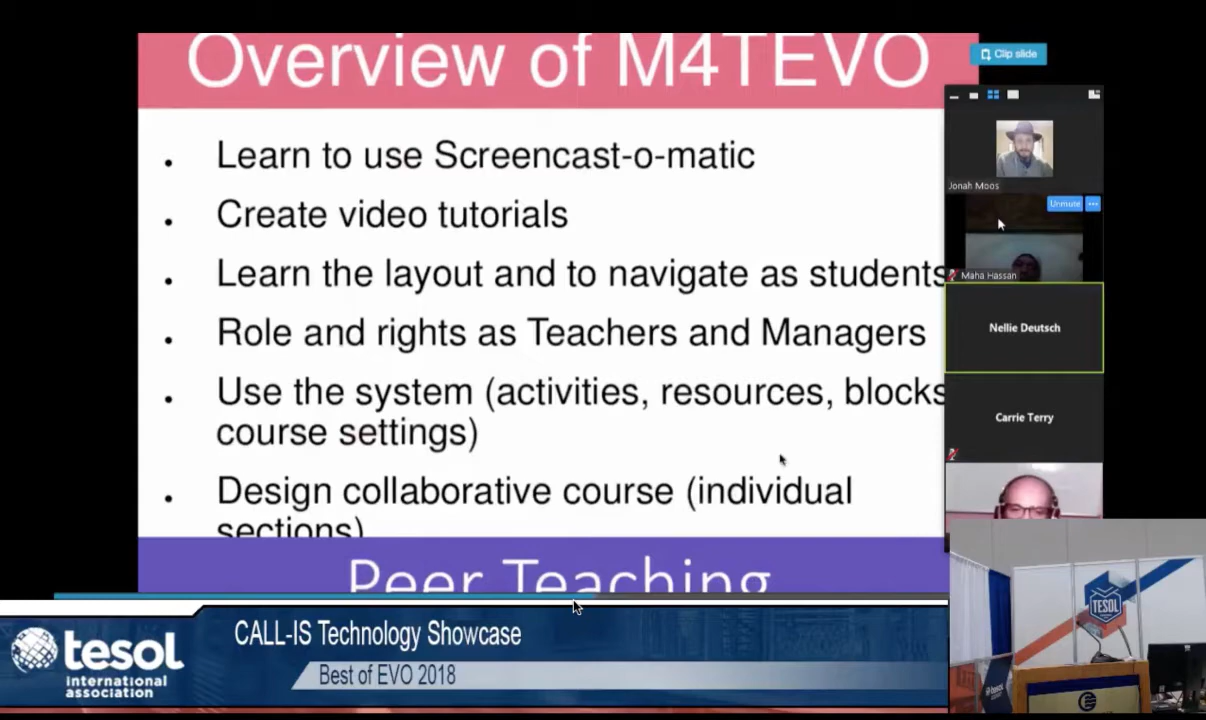 Overview of M4TEVO
Clip slide
• Learn to use Screencast-o-matic
• Create video tutorials
• Learn the layout and to navigate as students
• Role and rights as Teachers and Managers
• Use the system (activities, resources, blocks
course settings)
• Design collaborative course (individual
sections)
Peer Teaching
Jonah Moos
Unmute
Maha Hassan
Nellie Deutsch
Carrie Terry
TESOL
tesol
international
association
CALL-IS Technology Showcase
Best of EVO 2018
tesol